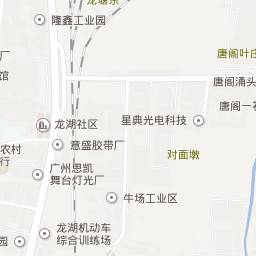 龙塘东
隆鑫工业园
唐阁叶庄
厂
馆
唐阁涌头
唐阁一社
星典光电科技
龙湖社区
意盛胶带厂
农村
行
对面墩
广州思凯
舞台灯光厂
牛场工业区
龙湖机动车
综合训练场
园